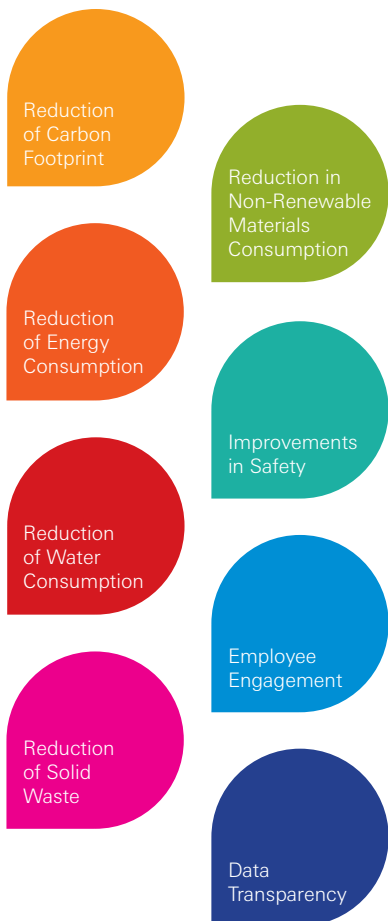 Reduction
of Carbon
Footprint
Reduction in
Non-Renewable
Materials
Consumption
Reduction
of Energy
Consumption
Improvements
in Safety
Reduction
of Water
Consumption
Employee
Engagement
Reduction
of Solid
Waste
Data
Transparency